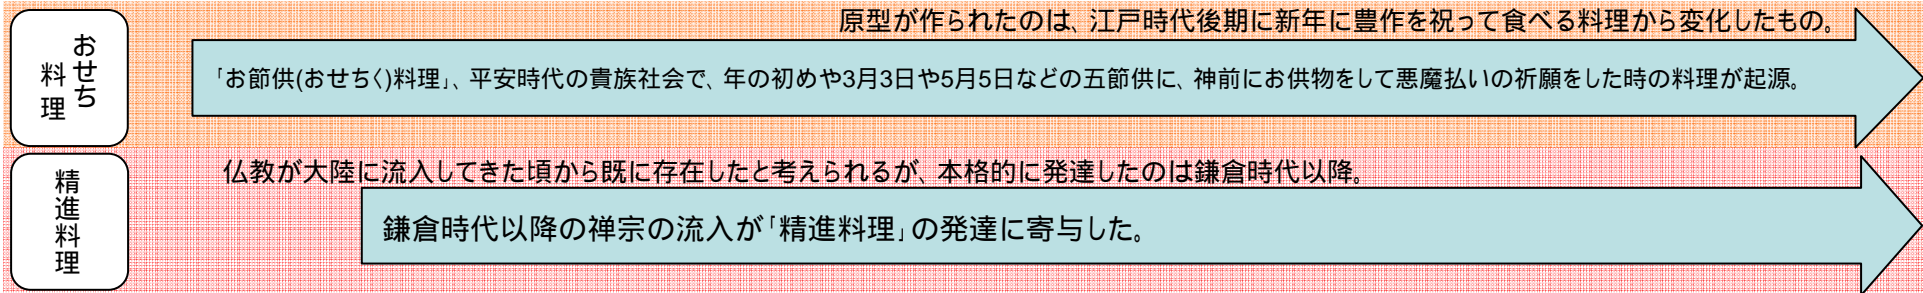 おせち
料理
原型が作られたのは、江戸時代後期に新年に豊作を祝って食べる料理から変化したもの。
「お節供(おせちく)料理」、平安時代の貴族社会で、年の初めや3月3日や5月5日などの五節供に、神前にお供物をして悪魔払いの祈願をした時の料理が起源。
精進料理
仏教が大陸に流入してきた頃から既に存在したと考えられるが、本格的に発達したのは鎌倉時代以降。
鎌倉時代以降の禅宗の流入が「精進料理」の発達に寄与した。